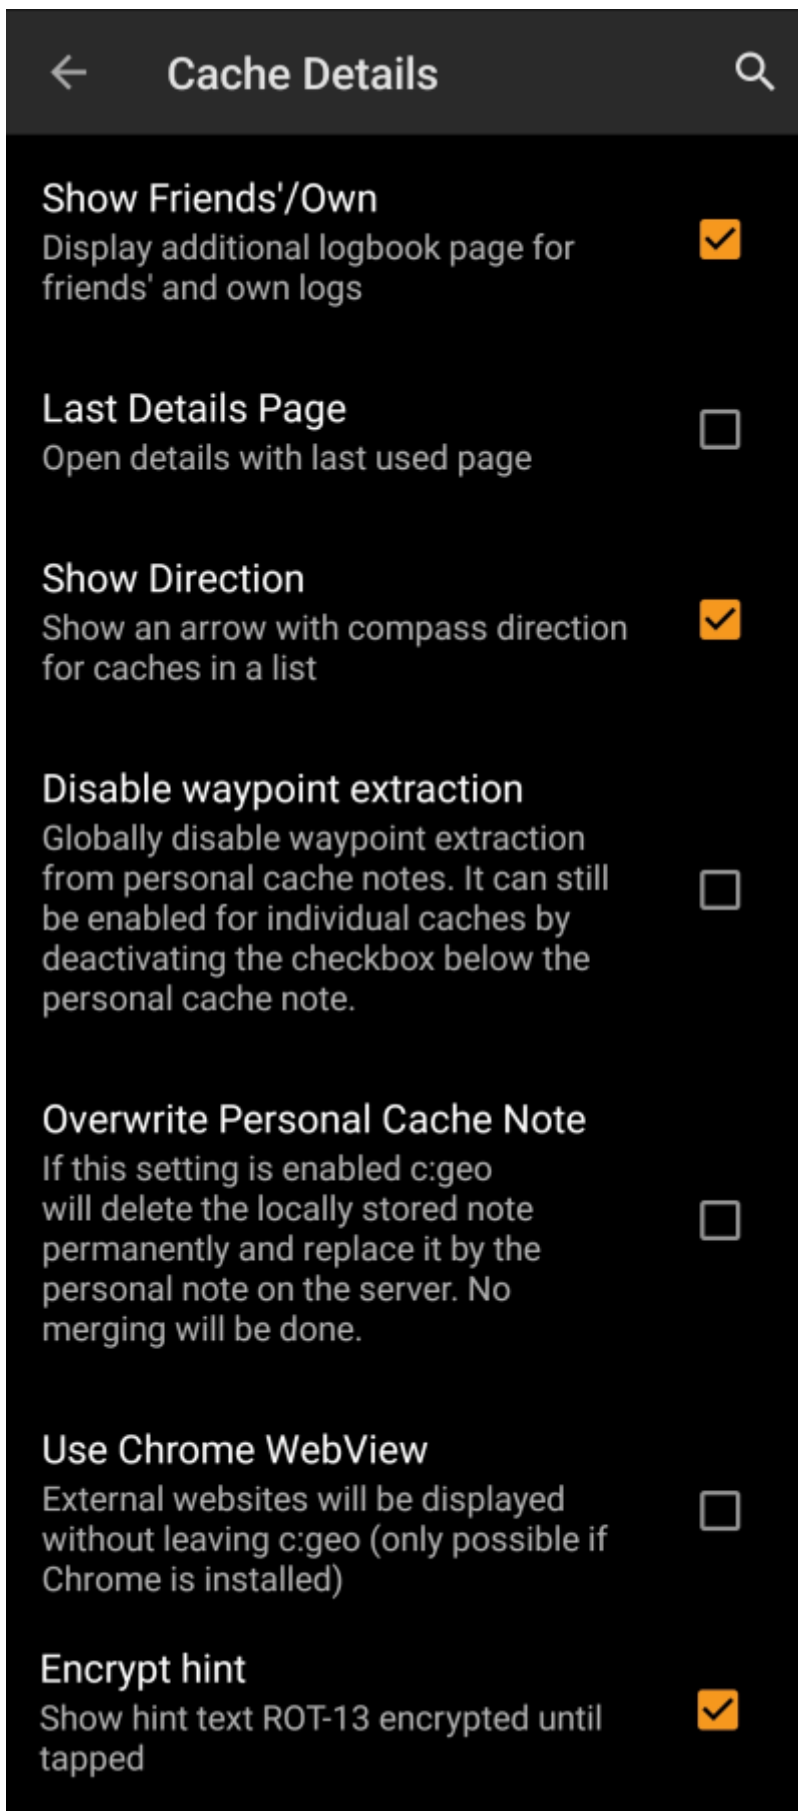 Cache Details
Show Friends'/Own
Display additional logbook page for
friends' and own logs
Last Details Page
Open details with last used page
Show Direction
Show an arrow with compass direction
for caches in a list
Disable waypoint extraction
Globally disable waypoint extraction
from personal cache notes. It can still
be enabled for individual caches by
deactivating the checkbox below the
personal cache note.
Overwrite Personal Cache Note
If this setting is enabled c:geo
will delete the locally stored note
permanently and replace it by the
personal note on the server. No
merging will be done.
Use Chrome WebView
External websites will be displayed
without leaving c:geo (only possible if
Chrome is installed)
Encrypt hint
Show hint text ROT-13 encrypted until
tapped